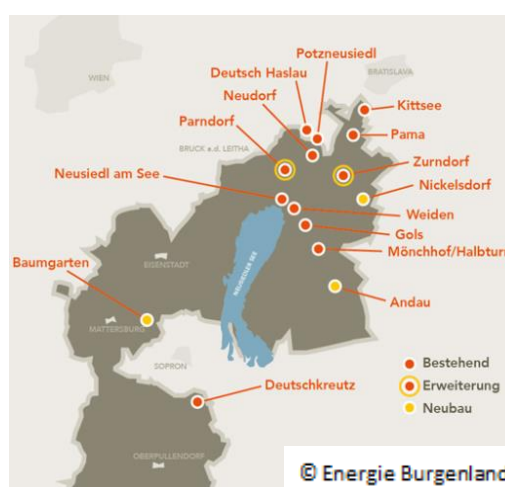 Potzneusiedl
WIEN
Deutsch Haslau
BRATISLAVA
Neudorf
Kittsee
Parndorf
BRUCK a.d. LEITHA
Pama
Zurndorf
Neusiedl am See
Nickelsdorf
Weiden
Gols
Mönchhof/Halbturn
Baumgarten
EISENSTADT
NEUSIEDLER SEE
Andau
MATTERSBURG
SOPRON
Bestehend
Deutschkreutz
Erweiterung
Neubau
OBERPULLENDORF
© Energie Burgenland